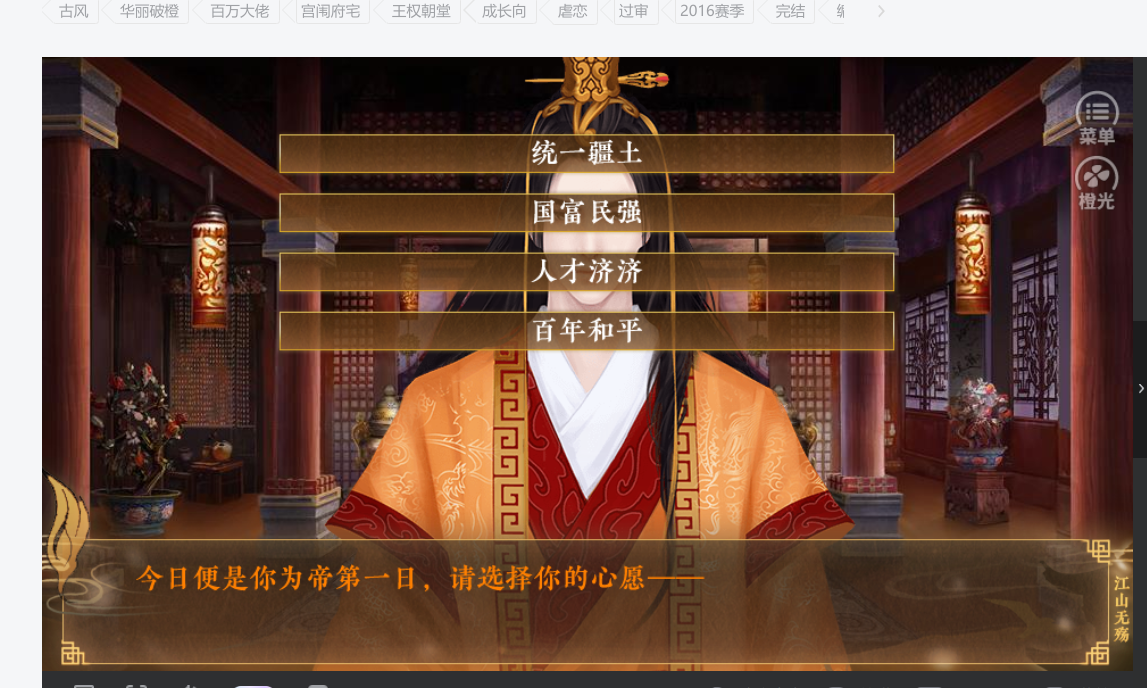 古风 华丽破橙 百万大佬 宫闱府宅 王权朝堂 成长向 虐恋 过审 2016赛季 完结
菜单
橙光
统一疆土
国富民强
人才济济
百年和平
今日便是你为帝第一日，请选择你的心愿——
江山无殇